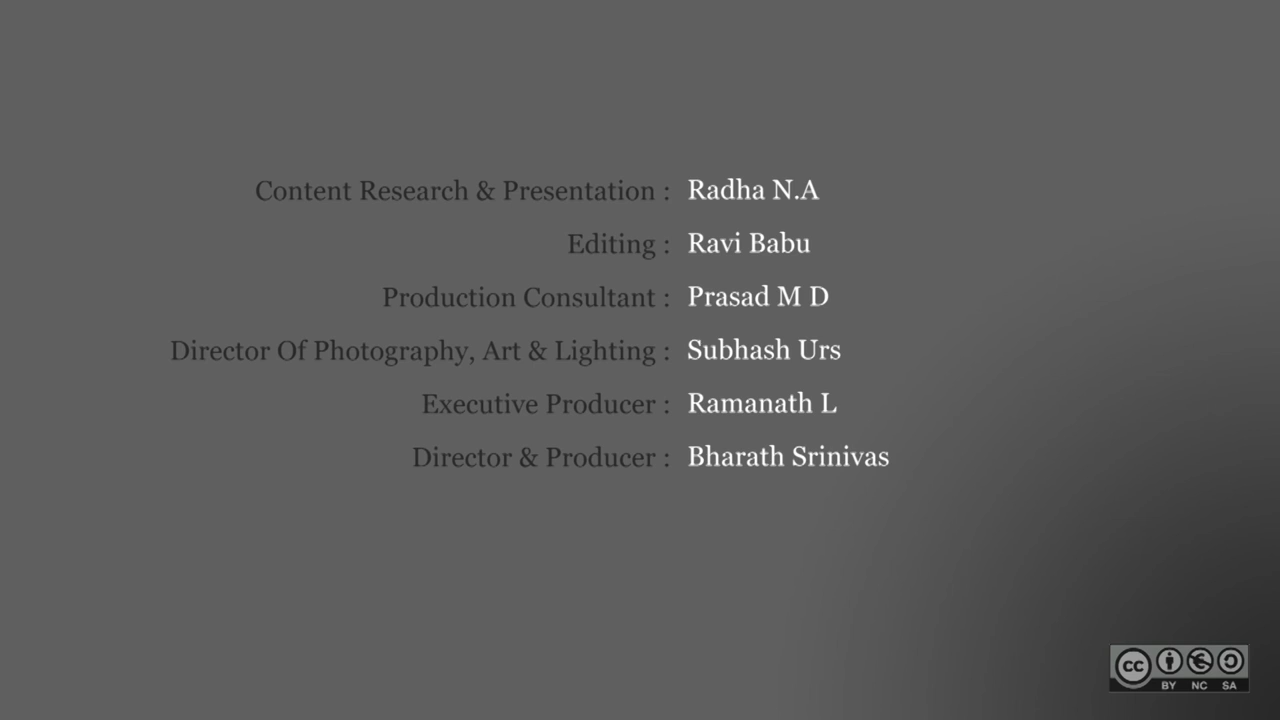 Content Research & Presentation : Radha N.A
Editing : Ravi Babu
Production Consultant : Prasad M D
Director Of Photography, Art & Lighting : Subhash Urs
Executive Producer : Ramanath L
Director & Producer : Bharath Srinivas
cc
BY NC SA